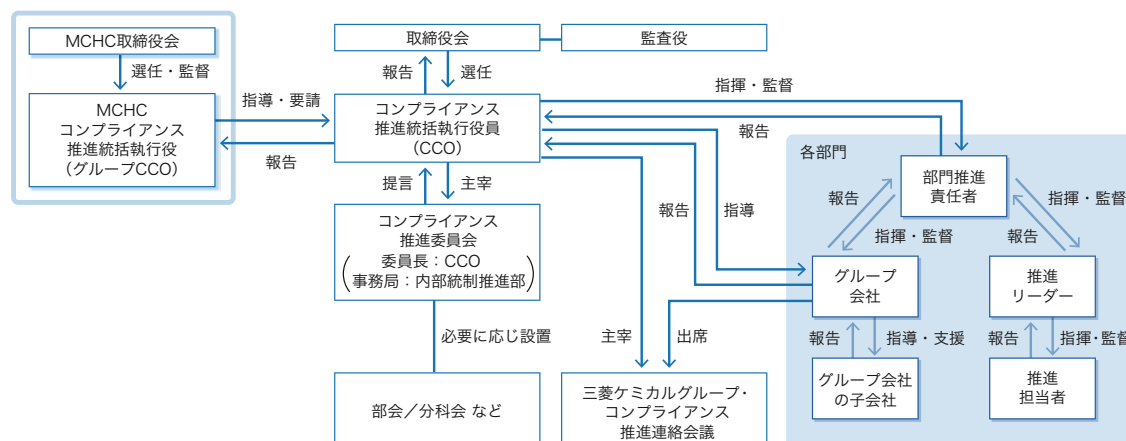 MCHC取締役会
選任・監督
MCHC
コンプライアンス
推進統括執行役
（グループCCO）
指導・要請
報告
取締役会
監査役
報告
選任
コンプライアンス
推進統括執行役員
（CCO）
指揮・監督
報告
提言
主宰
コンプライアンス
推進委員会
委員長：CCO
事務局：内部統制推進部
報告
指導
必要に応じ設置
主宰
出席
部会／分科会 など
三菱ケミカルグループ・
コンプライアンス
推進連絡会議
各部門
部門推進
責任者
報告
指揮・監督
指揮・監督
報告
グループ
会社
推進
リーダー
報告
指導・支援
報告
指揮・監督
グループ会社
の子会社
推進
担当者